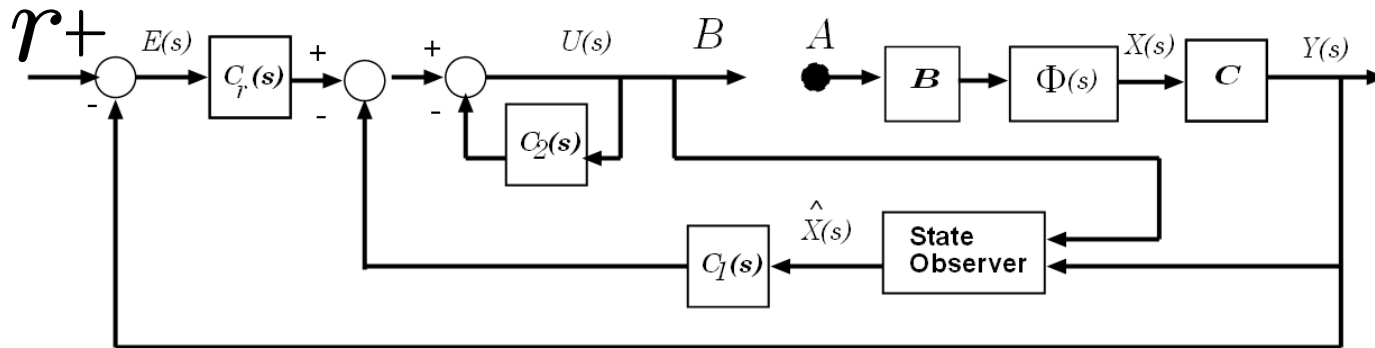 r+
E(s)
C_r(s)
+
-
+
-
U(s)
B
A
B
Φ(s)
X(s)
C
Y(s)
-
C_2(s)
X̂(s)
State
Observer
C_1(s)